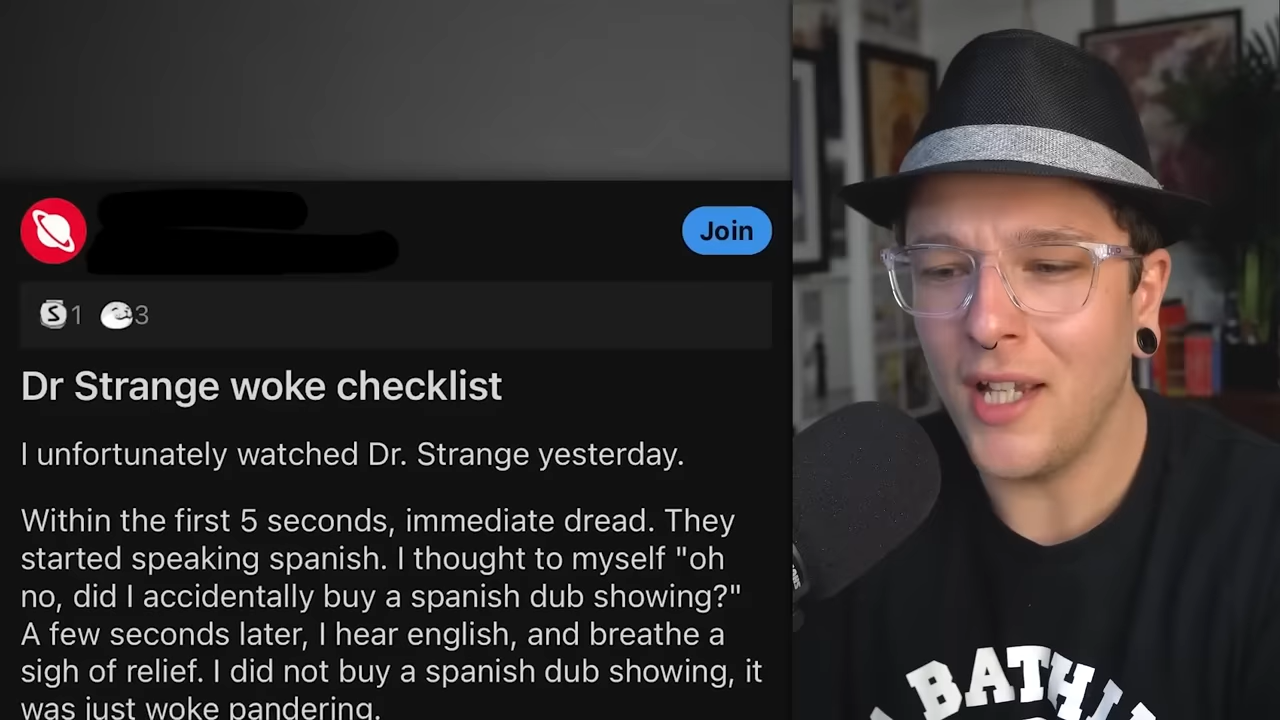 Join
1 3
Dr Strange woke checklist
I unfortunately watched Dr. Strange yesterday.
Within the first 5 seconds, immediate dread. They
started speaking spanish. I thought to myself "oh
no, did I accidentally buy a spanish dub showing?"
A few seconds later, I hear english, and breathe a
sigh of relief. I did not buy a spanish dub showing, it
was just woke pandering.